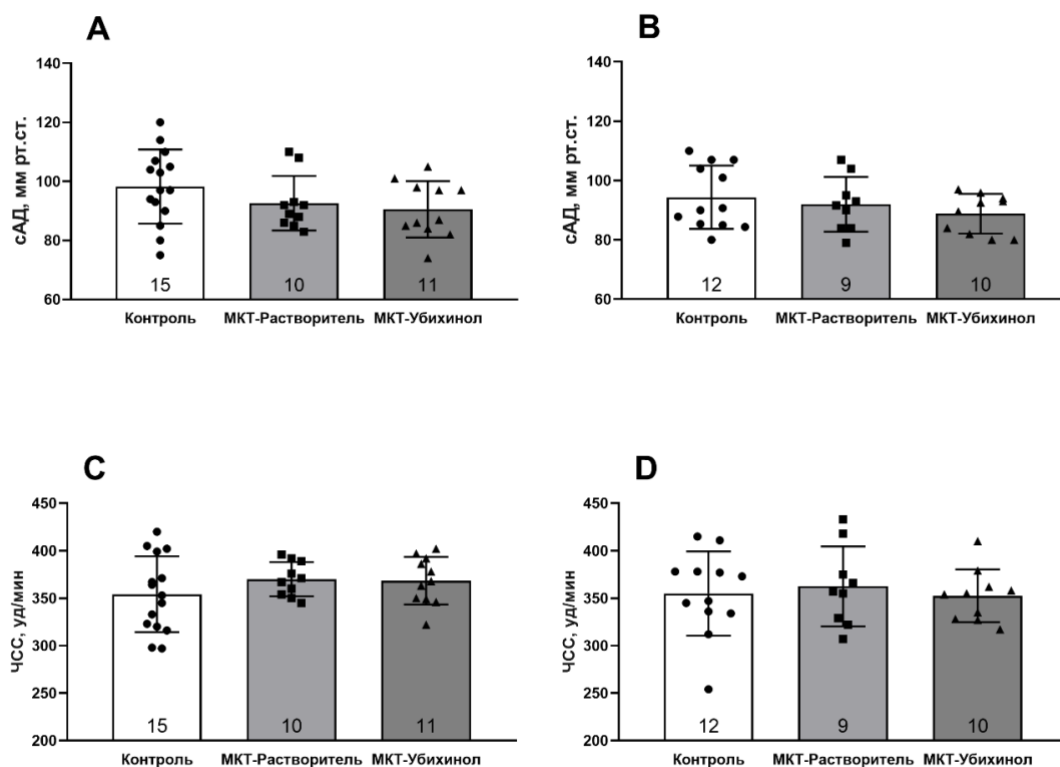 A
сАД, мм рт.ст.
140
120
100
80
60
15
10
11
Контроль
МКТ-Растворитель
МКТ-Убихинол
B
сАД, мм рт.ст.
140
120
100
80
60
12
9
10
Контроль
МКТ-Растворитель
МКТ-Убихинол
C
ЧСС, уд/мин
450
400
350
300
250
200
15
10
11
Контроль
МКТ-Растворитель
МКТ-Убихинол
D
ЧСС, уд/мин
450
400
350
300
250
200
12
9
10
Контроль
МКТ-Растворитель
МКТ-Убихинол